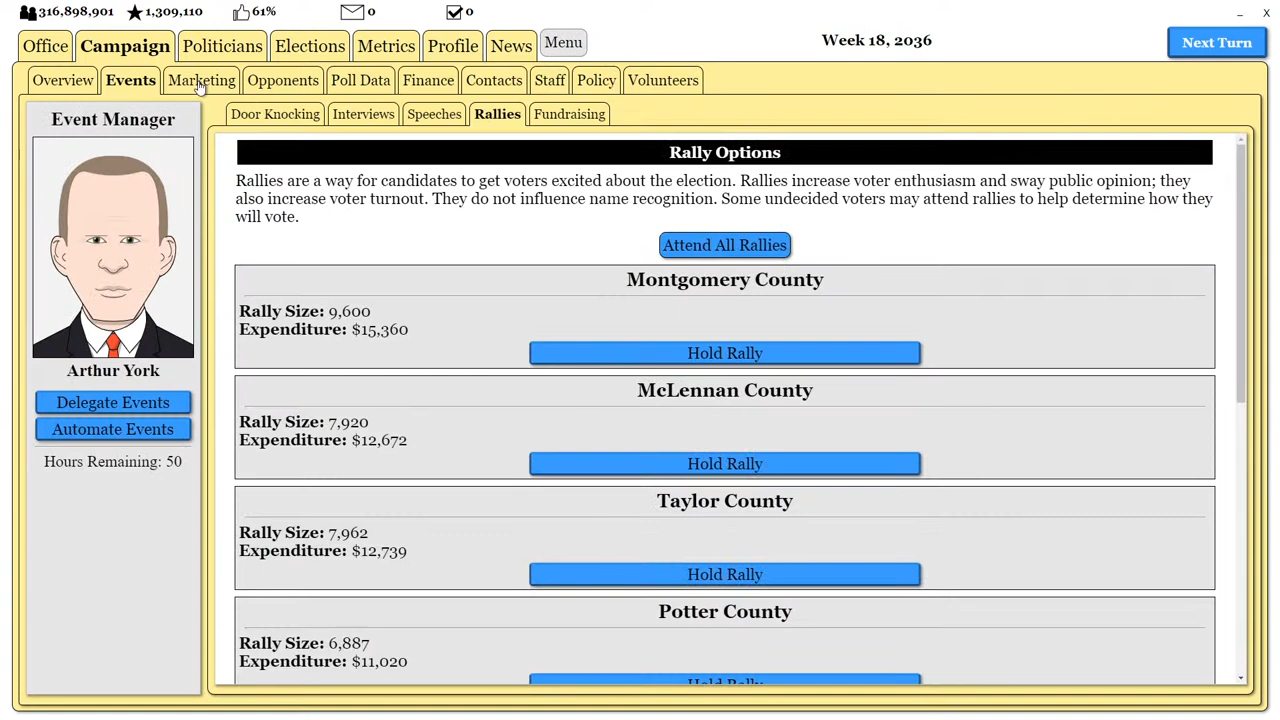 316,898,901 1,309,110 61% 0 0
_ X
Office Campaign Politicians Elections Metrics Profile News Menu Week 18, 2036 Next Turn
Overview Events Marketing Opponents Poll Data Finance Contacts Staff Policy Volunteers
Event Manager
Arthur York
Delegate Events
Automate Events
Hours Remaining: 50
Door Knocking Interviews Speeches Rallies Fundraising
Rally Options
Rallies are a way for candidates to get voters excited about the election. Rallies increase voter enthusiasm and sway public opinion; they
also increase voter turnout. They do not influence name recognition. Some undecided voters may attend rallies to help determine how they
will vote.
Attend All Rallies
Montgomery County
Rally Size: 9,600
Expenditure: $15,360
Hold Rally
McLennan County
Rally Size: 7,920
Expenditure: $12,672
Hold Rally
Taylor County
Rally Size: 7,962
Expenditure: $12,739
Hold Rally
Potter County
Rally Size: 6,887
Expenditure: $11,020
Hold Rally